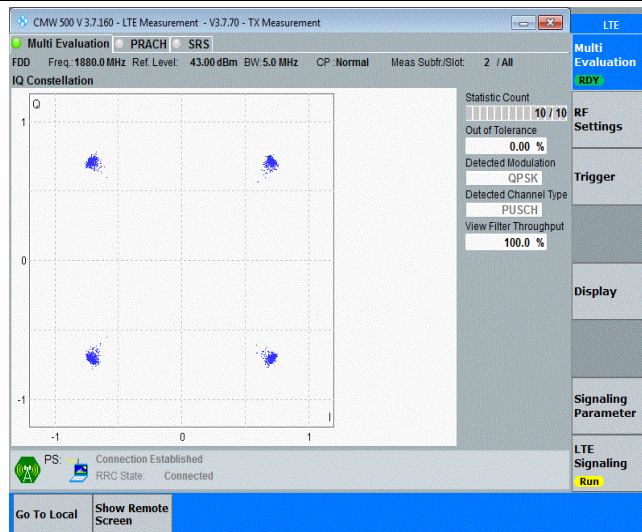 CMW 500 V 3.7.160 - LTE Measurement - V3.7.70 - TX Measurement
LTE
Multi Evaluation PRACH SRS
Multi
Evaluation
RDY
FDD Freq.: 1880.0 MHz Ref. Level: 43.00 dBm BW: 5.0 MHz CP : Normal Meas Subfr./Slot: 2 / All
IQ Constellation
Q
1
0
-1
I
-1 0 1
Statistic Count
10 / 10
Out of Tolerance
0.00 %
Detected Modulation
QPSK
Detected Channel Type
PUSCH
View Filter Throughput
100.0 %
RF
Settings
Trigger
Display
Signaling
Parameter
LTE
Signaling
Run
PS: Connection Established
RRC State: Connected
Go To Local
Show Remote
Screen